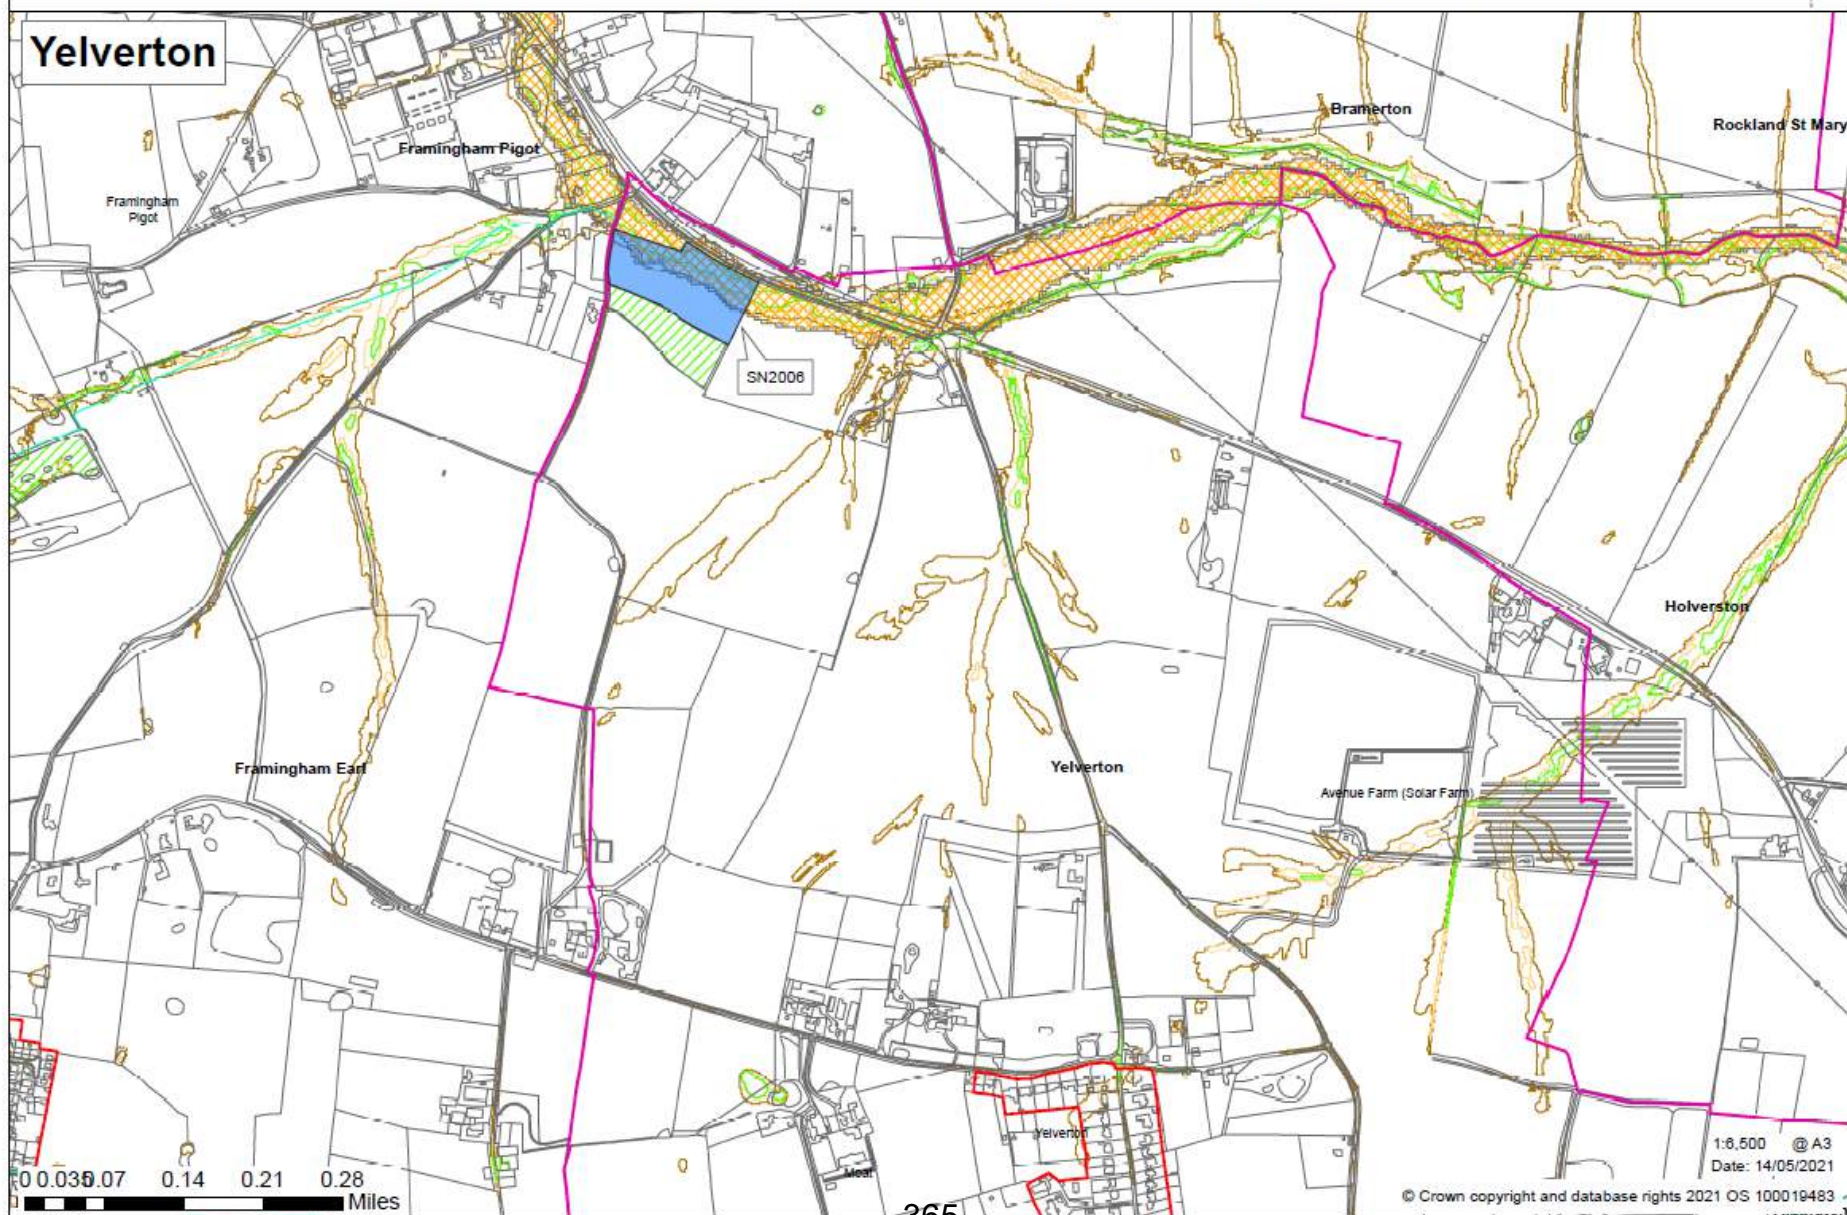 Yelverton
Bramerton
Rockland St Mary
Framingham Pigot
Framingham
Pigot
SN2006
Holverston
Framingham Earl
Yelverton
Avenue Farm (Solar Farm)
Yelverton
Moat
1:6,500 @ A3
Date: 14/05/2021
0 0.035 0.07 0.14 0.21 0.28
Miles
© Crown copyright and database rights 2021 OS 100019483
265